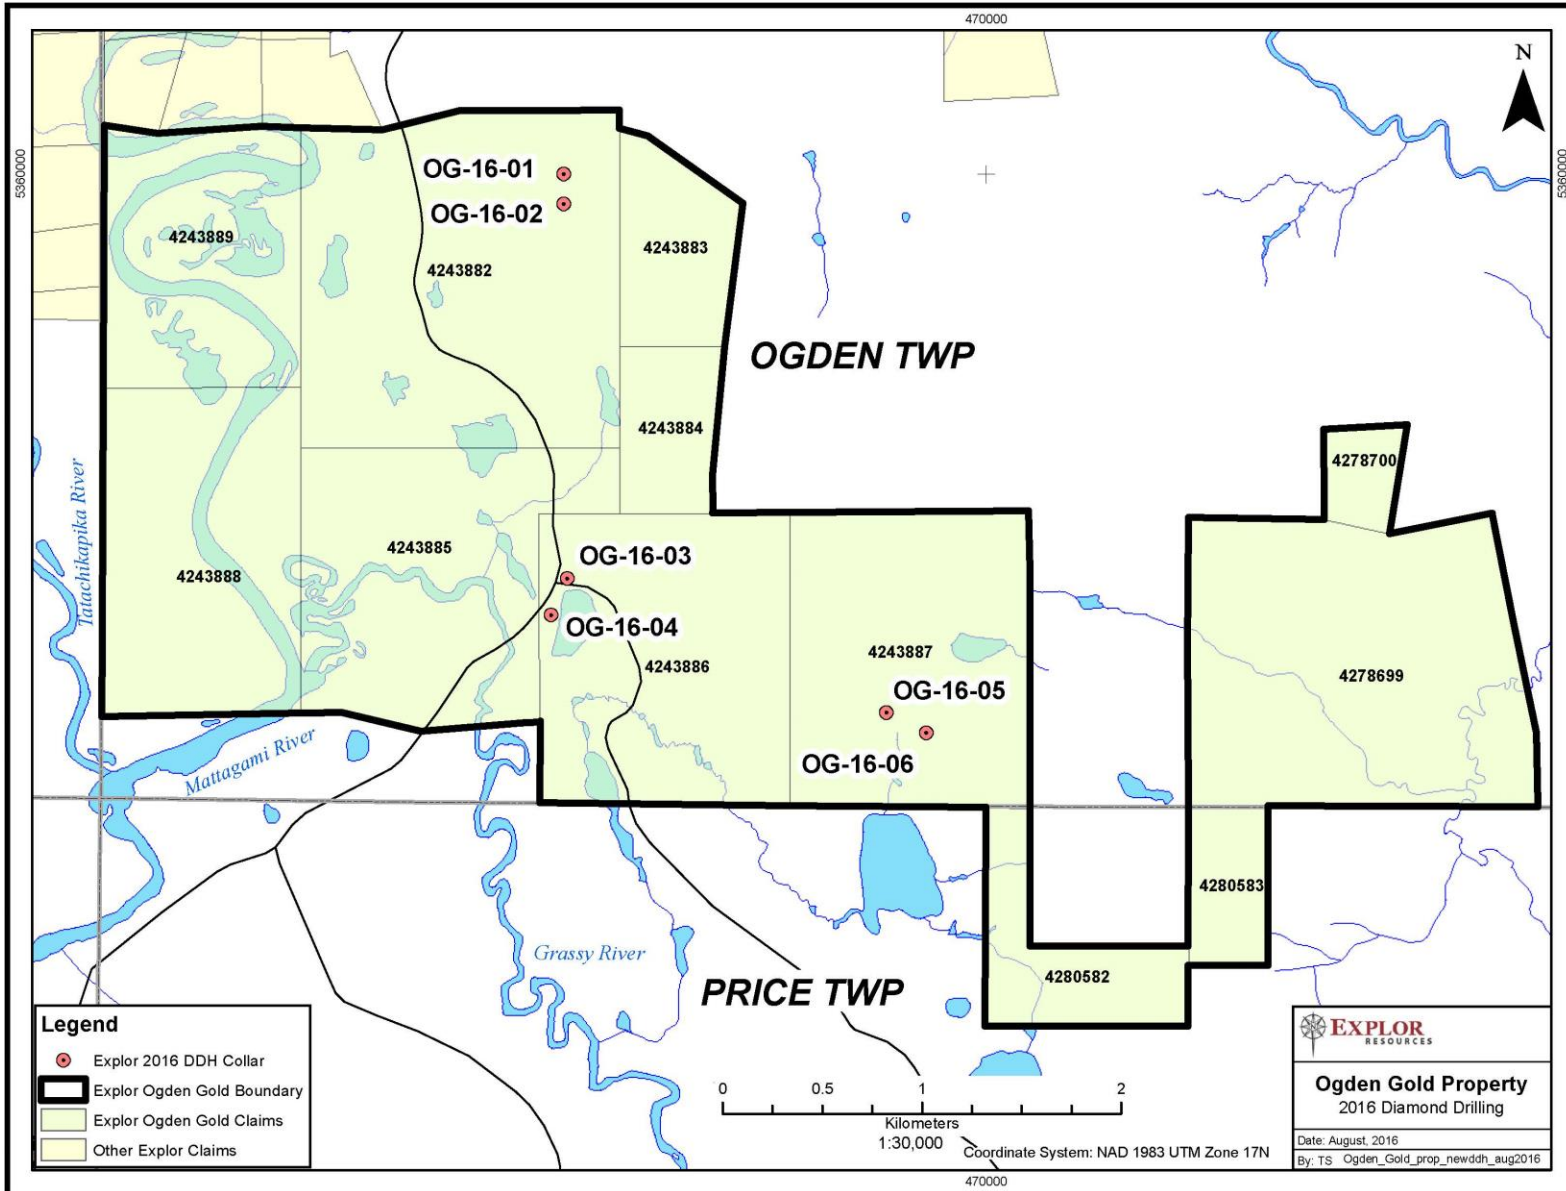 470000
N
5360000
5360000
OG-16-01
OG-16-02
4243889
4243883
4243882
OGDEN TWP
4243884
4278700
Tatachikapika River
4243885
OG-16-03
4243888
OG-16-04
4243887
4243886
4278699
OG-16-05
OG-16-06
Mattagami River
4280583
Grassy River
4280582
PRICE TWP
Legend
Explor 2016 DDH Collar
Explor Ogden Gold Boundary
Explor Ogden Gold Claims
Other Explor Claims
0 0.5 1 2
Kilometers
1:30,000
Coordinate System: NAD 1983 UTM Zone 17N
EXPLOR
RESOURCES
Ogden Gold Property
2016 Diamond Drilling
Date: August, 2016
By: TS Ogden_Gold_prop_newddh_aug2016
470000